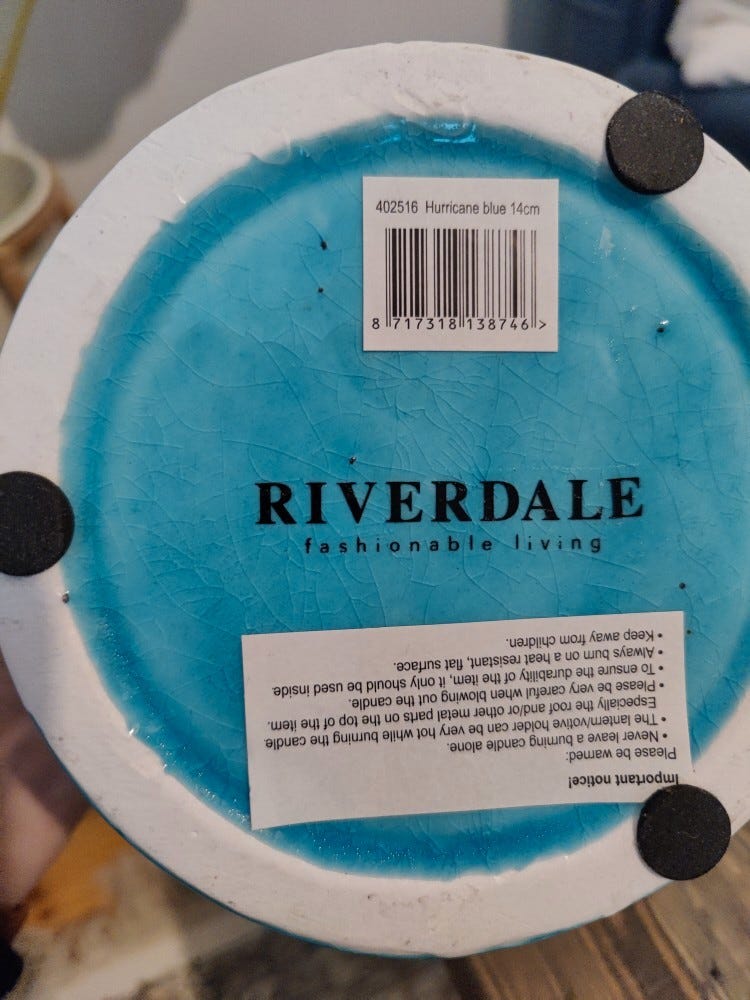 402516 Hurricane blue 14cm
8 717318 138746 >
RIVERDALE
fashionable living
Important notice!
Please be warned:
• Never leave a burning candle alone.
• The lantern/votive holder can be very hot while burning the candle.
Especially the roof and/or other metal parts on the top of the item.
• Please be very careful when blowing out the candle.
• To ensure the durability of the item, it only should be used inside.
• Always burn on a heat resistant, flat surface.
• Keep away from children.